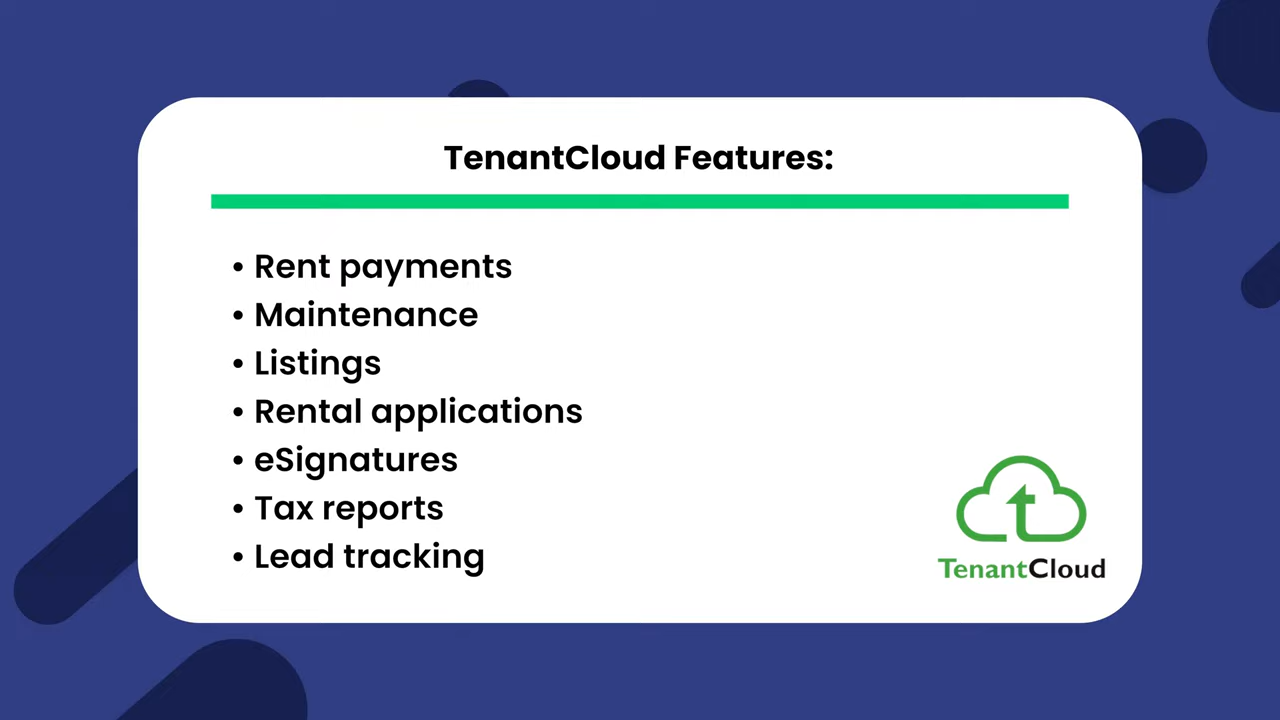 TenantCloud Features:
• Rent payments
• Maintenance
• Listings
• Rental applications
• eSignatures
• Tax reports
• Lead tracking
TenantCloud